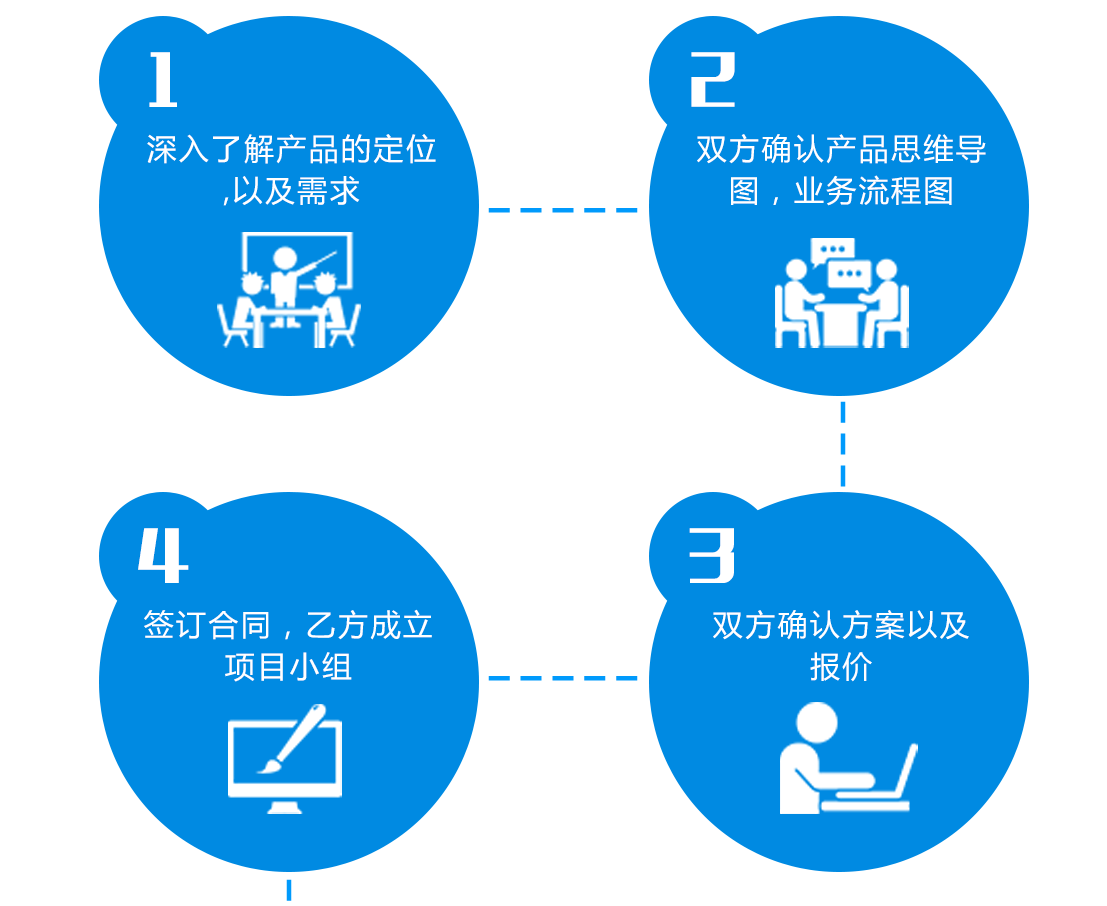 1
深入了解产品的定位
,以及需求
2
双方确认产品思维导
图，业务流程图
3
双方确认方案以及
报价
4
签订合同，乙方成立
项目小组